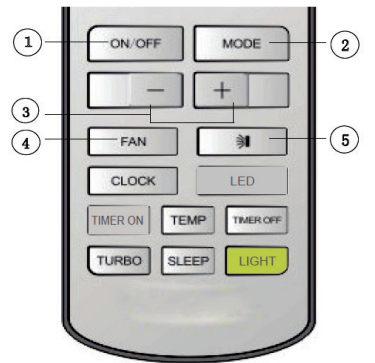 1 ON/OFF MODE 2
− +
3
4 FAN 5
CLOCK LED
TIMER ON TEMP TIMER OFF
TURBO SLEEP LIGHT